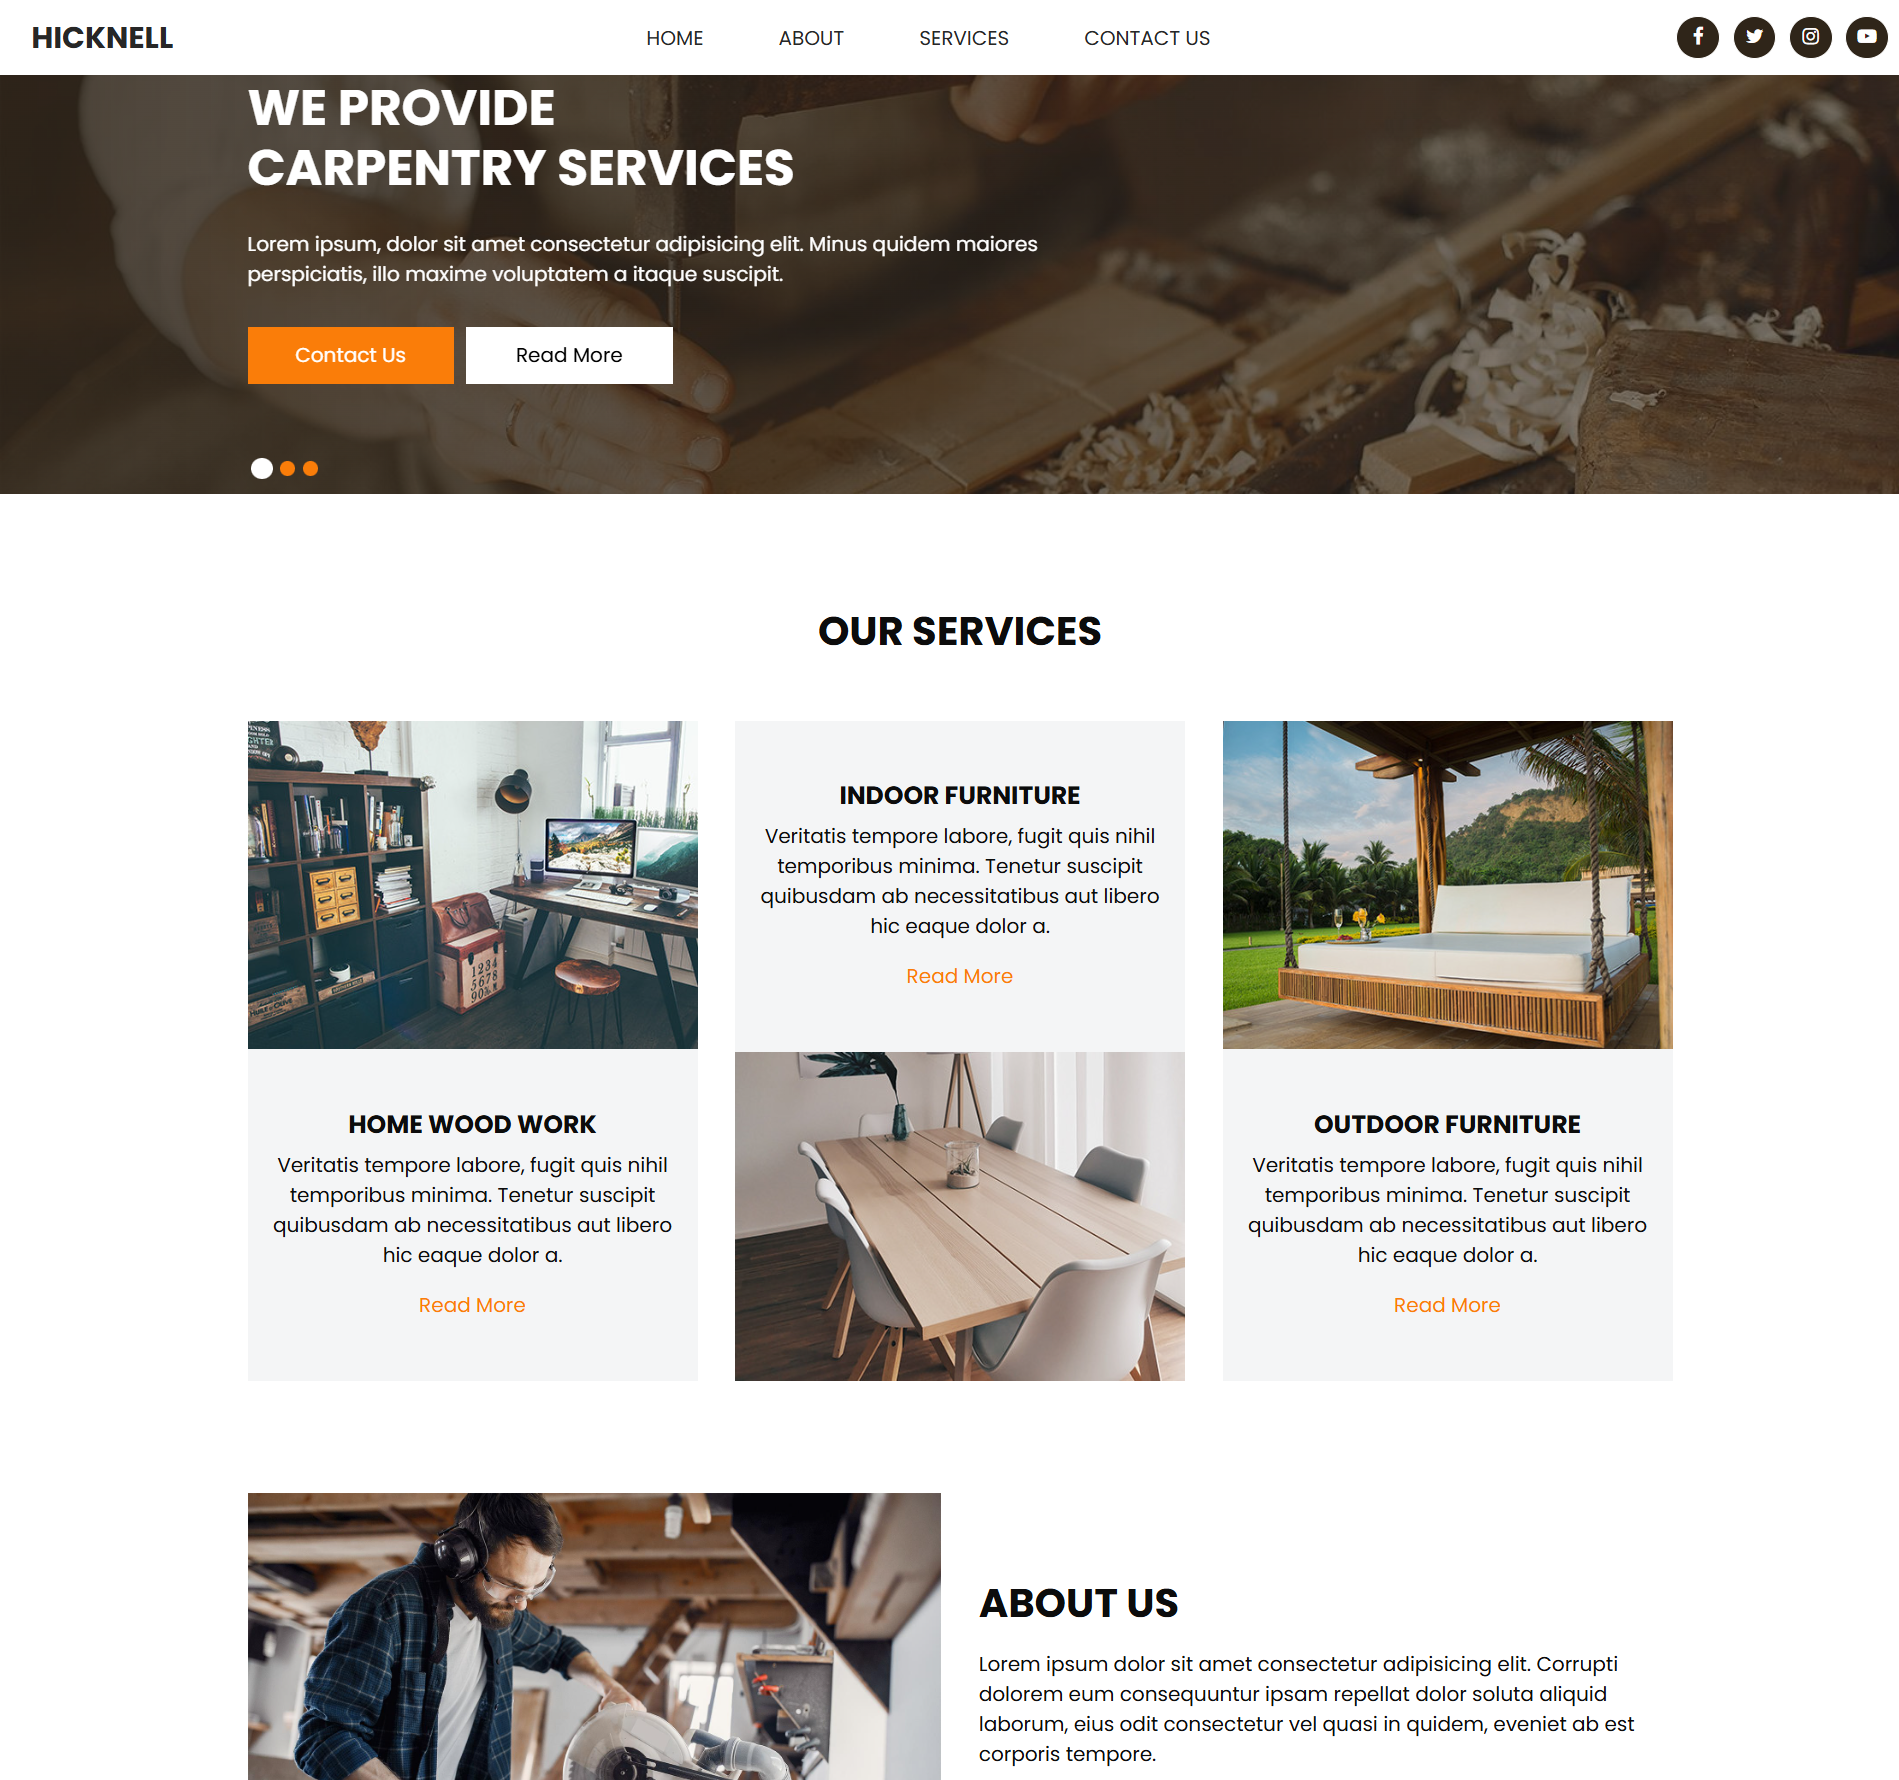 HICKNELL
HOME ABOUT SERVICES CONTACT US
WE PROVIDE
CARPENTRY SERVICES
Lorem ipsum, dolor sit amet consectetur adipisicing elit. Minus quidem maiores
perspiciatis, illo maxime voluptatem a itaque suscipit.
Contact Us
Read More
OUR SERVICES
1234
5678
HOME WOOD WORK
Veritatis tempore labore, fugit quis nihil
temporibus minima. Tenetur suscipit
quibusdam ab necessitatibus aut libero
hic eaque dolor a.
Read More
INDOOR FURNITURE
Veritatis tempore labore, fugit quis nihil
temporibus minima. Tenetur suscipit
quibusdam ab necessitatibus aut libero
hic eaque dolor a.
Read More
OUTDOOR FURNITURE
Veritatis tempore labore, fugit quis nihil
temporibus minima. Tenetur suscipit
quibusdam ab necessitatibus aut libero
hic eaque dolor a.
Read More
ABOUT US
Lorem ipsum dolor sit amet consectetur adipisicing elit. Corrupti
dolorem eum consequuntur ipsam repellat dolor soluta aliquid
laborum, eius odit consectetur vel quasi in quidem, eveniet ab est
corporis tempore.